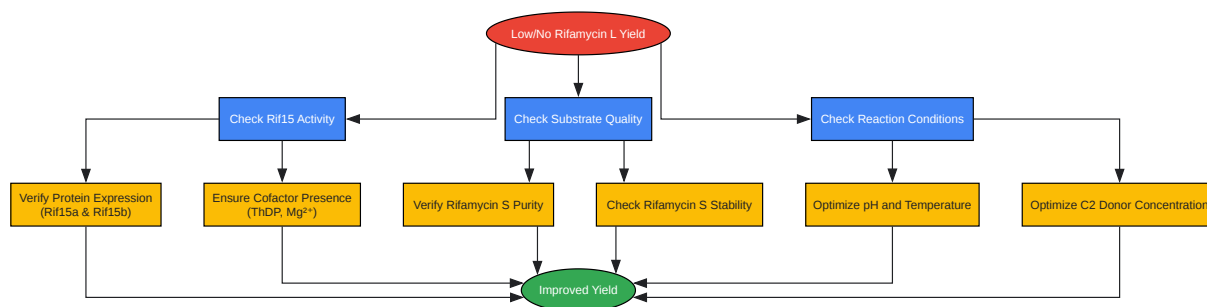 Low/No Rifamycin L Yield
Check Rif15 Activity
Check Substrate Quality
Check Reaction Conditions
Verify Protein Expression
(Rif15a & Rif15b)
Ensure Cofactor Presence
(ThDP, Mg²⁺)
Verify Rifamycin S Purity
Check Rifamycin S Stability
Optimize pH and Temperature
Optimize C2 Donor Concentration
Improved Yield